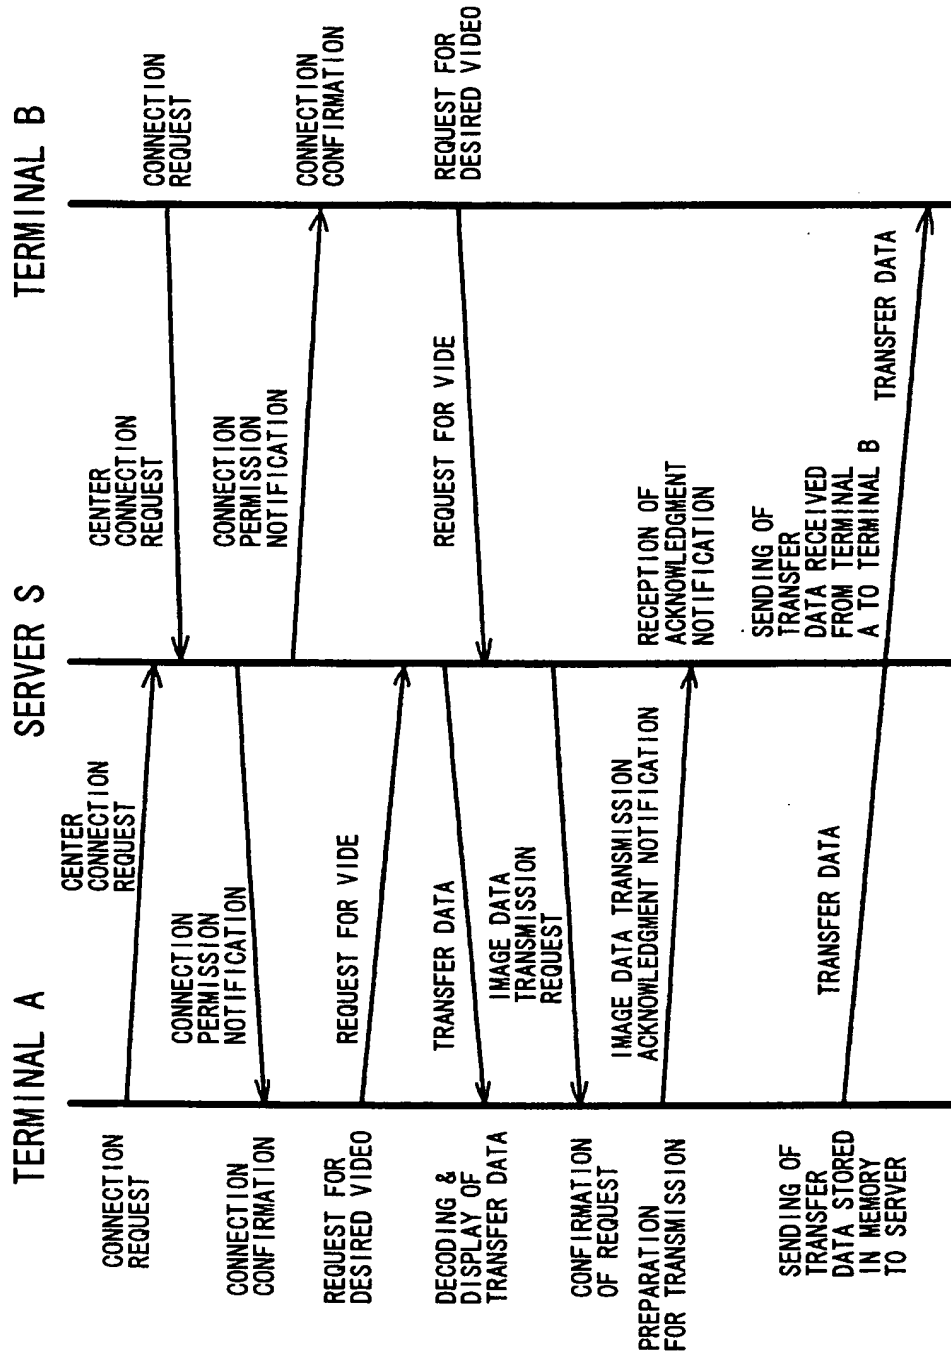 TERMINAL A
SERVER S
TERMINAL B
CONNECTION
REQUEST
CENTER
CONNECTION
REQUEST
CENTER
CONNECTION
REQUEST
CONNECTION
REQUEST
CONNECTION
CONFIRMATION
CONNECTION
PERMISSION
NOTIFICATION
CONNECTION
PERMISSION
NOTIFICATION
CONNECTION
CONFIRMATION
REQUEST FOR
DESIRED VIDEO
REQUEST FOR VIDE
REQUEST FOR VIDE
REQUEST FOR
DESIRED VIDEO
DECODING &
DISPLAY OF
TRANSFER DATA
TRANSFER DATA
IMAGE DATA
TRANSMISSION
REQUEST
CONFIRMATION
OF REQUEST
PREPARATION
FOR TRANSMISSION
IMAGE DATA TRANSMISSION
ACKNOWLEDGMENT NOTIFICATION
RECEPTION OF
ACKNOWLEDGMENT
NOTIFICATION
SENDING OF
TRANSFER
DATA STORED
IN MEMORY
TO SERVER
TRANSFER DATA
SENDING OF
TRANSFER
DATA RECEIVED
FROM TERMINAL
A TO TERMINAL B
TRANSFER DATA